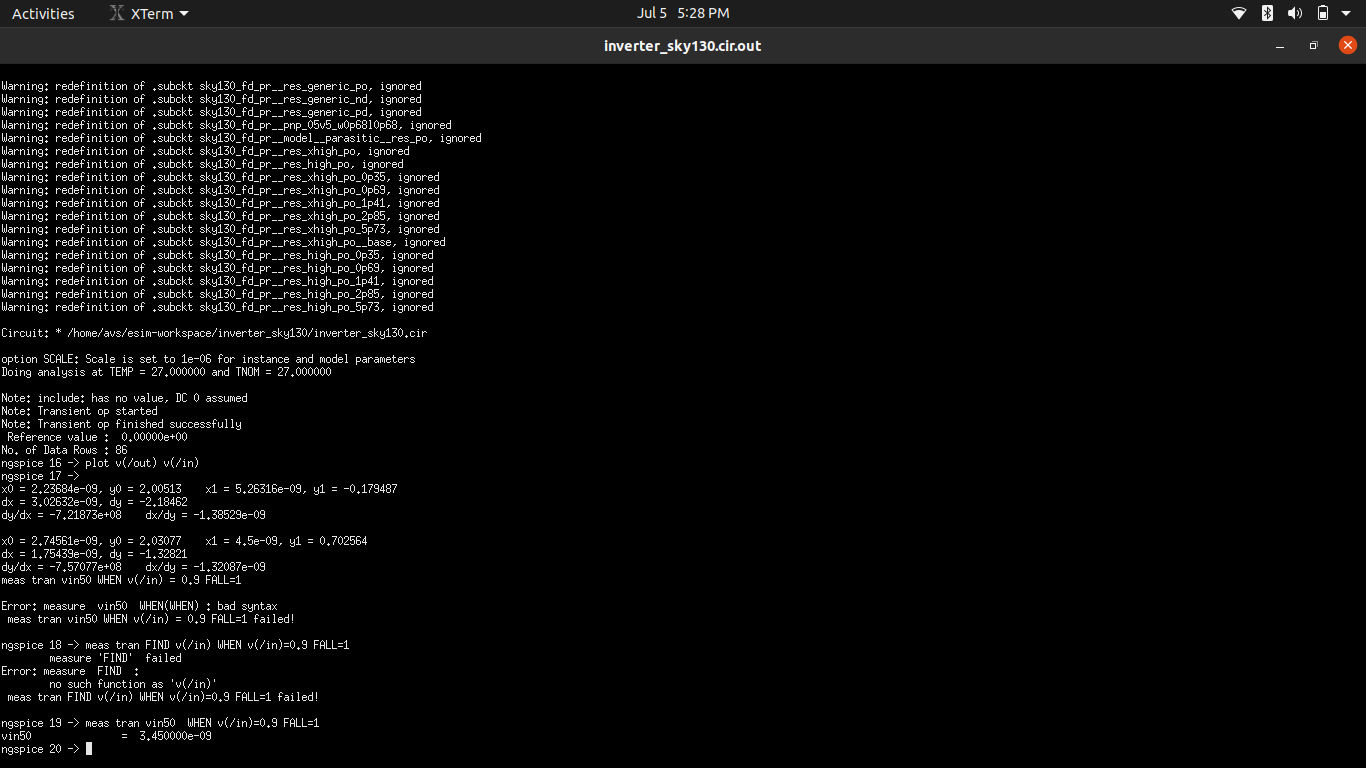 Activities XTerm Jul 5 5:28 PM
inverter_sky130.cir.out
Warning: redefinition of .subckt sky130_fd_pr__res_generic_po, ignored
Warning: redefinition of .subckt sky130_fd_pr__res_generic_nd, ignored
Warning: redefinition of .subckt sky130_fd_pr__res_generic_pd, ignored
Warning: redefinition of .subckt sky130_fd_pr__pnp_05v5_w0p68l0p68, ignored
Warning: redefinition of .subckt sky130_fd_pr__model__parasitic__res_po, ignored
Warning: redefinition of .subckt sky130_fd_pr__res_xhigh_po, ignored
Warning: redefinition of .subckt sky130_fd_pr__res_high_po, ignored
Warning: redefinition of .subckt sky130_fd_pr__res_xhigh_po_0p35, ignored
Warning: redefinition of .subckt sky130_fd_pr__res_xhigh_po_0p69, ignored
Warning: redefinition of .subckt sky130_fd_pr__res_xhigh_po_1p41, ignored
Warning: redefinition of .subckt sky130_fd_pr__res_xhigh_po_2p85, ignored
Warning: redefinition of .subckt sky130_fd_pr__res_xhigh_po_5p73, ignored
Warning: redefinition of .subckt sky130_fd_pr__res_xhigh_po__base, ignored
Warning: redefinition of .subckt sky130_fd_pr__res_high_po_0p35, ignored
Warning: redefinition of .subckt sky130_fd_pr__res_high_po_0p69, ignored
Warning: redefinition of .subckt sky130_fd_pr__res_high_po_1p41, ignored
Warning: redefinition of .subckt sky130_fd_pr__res_high_po_2p85, ignored
Warning: redefinition of .subckt sky130_fd_pr__res_high_po_5p73, ignored
Circuit: * /home/avs/esim-workspace/inverter_sky130/inverter_sky130.cir
option SCALE: Scale is set to 1e-06 for instance and model parameters
Doing analysis at TEMP = 27.000000 and TNOM = 27.000000
Note: include: has no value, DC 0 assumed
Note: Transient op started
Note: Transient op finished successfully
Reference value : 0.00000e+00
No. of Data Rows : 86
ngspice 16 -> plot v(/out) v(/in)
ngspice 17 ->
x0 = 2.23684e-09, y0 = 2.00513 x1 = 5.26316e-09, y1 = -0.179487
dx = 3.02632e-09, dy = -2.18462
dy/dx = -7.21873e+08 dx/dy = -1.38529e-09
x0 = 2.74561e-09, y0 = 2.03077 x1 = 4.5e-09, y1 = 0.702564
dx = 1.75439e-09, dy = -1.32821
dy/dx = -7.57077e+08 dx/dy = -1.32087e-09
meas tran vin50 WHEN v(/in) = 0.9 FALL=1
Error: measure vin50 WHEN(WHEN) : bad syntax
meas tran vin50 WHEN v(/in) = 0.9 FALL=1 failed!
ngspice 18 -> meas tran FIND v(/in) WHEN v(/in)=0.9 FALL=1
measure 'FIND' failed
Error: measure FIND :
no such function as 'v(/in)'
meas tran FIND v(/in) WHEN v(/in)=0.9 FALL=1 failed!
ngspice 19 -> meas tran vin50 WHEN v(/in)=0.9 FALL=1
vin50 = 3.450000e-09
ngspice 20 ->